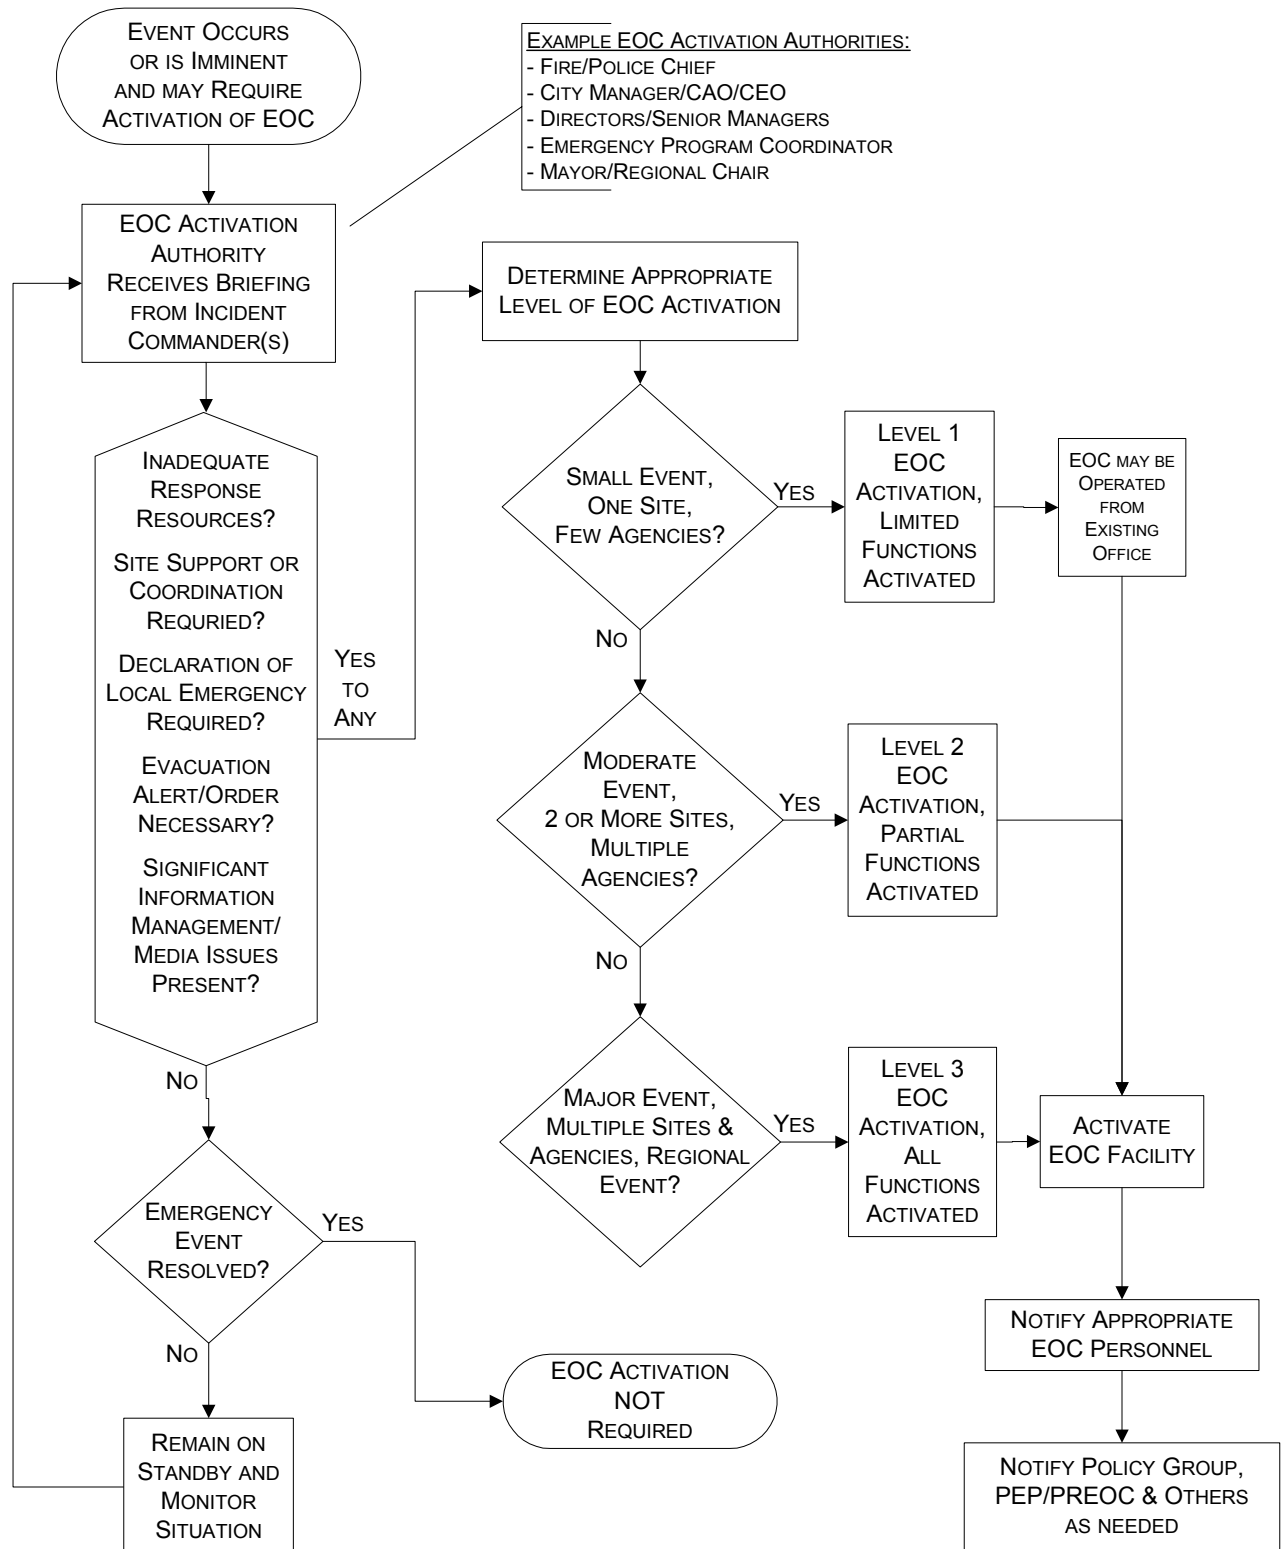 Event Occurs
or is Imminent
and may Require
Activation of EOC
Example EOC Activation Authorities:
- Fire/Police Chief
- City Manager/CAO/CEO
- Directors/Senior Managers
- Emergency Program Coordinator
- Mayor/Regional Chair
EOC Activation
Authority
Receives Briefing
from Incident
Commander(s)
Determine Appropriate
Level of EOC Activation
Inadequate
Response
Resources?
Site Support or
Coordination
Requried?
Declaration of
Local Emergency
Required?
Evacuation
Alert/Order
Necessary?
Significant
Information
Management/
Media Issues
Present?
Yes
to
Any
Small Event,
One Site,
Few Agencies?
Yes
Level 1
EOC
Activation,
Limited
Functions
Activated
EOC may be
Operated
from
Existing
Office
No
Moderate
Event,
2 or More Sites,
Multiple
Agencies?
Yes
Level 2
EOC
Activation,
Partial
Functions
Activated
No
Major Event,
Multiple Sites &
Agencies, Regional
Event?
Yes
Level 3
EOC
Activation,
All
Functions
Activated
Activate
EOC Facility
No
Emergency
Event
Resolved?
Yes
No
EOC Activation
NOT
Required
Remain on
Standby and
Monitor
Situation
Notify Appropriate
EOC Personnel
Notify Policy Group,
PEP/PREOC & Others
as needed